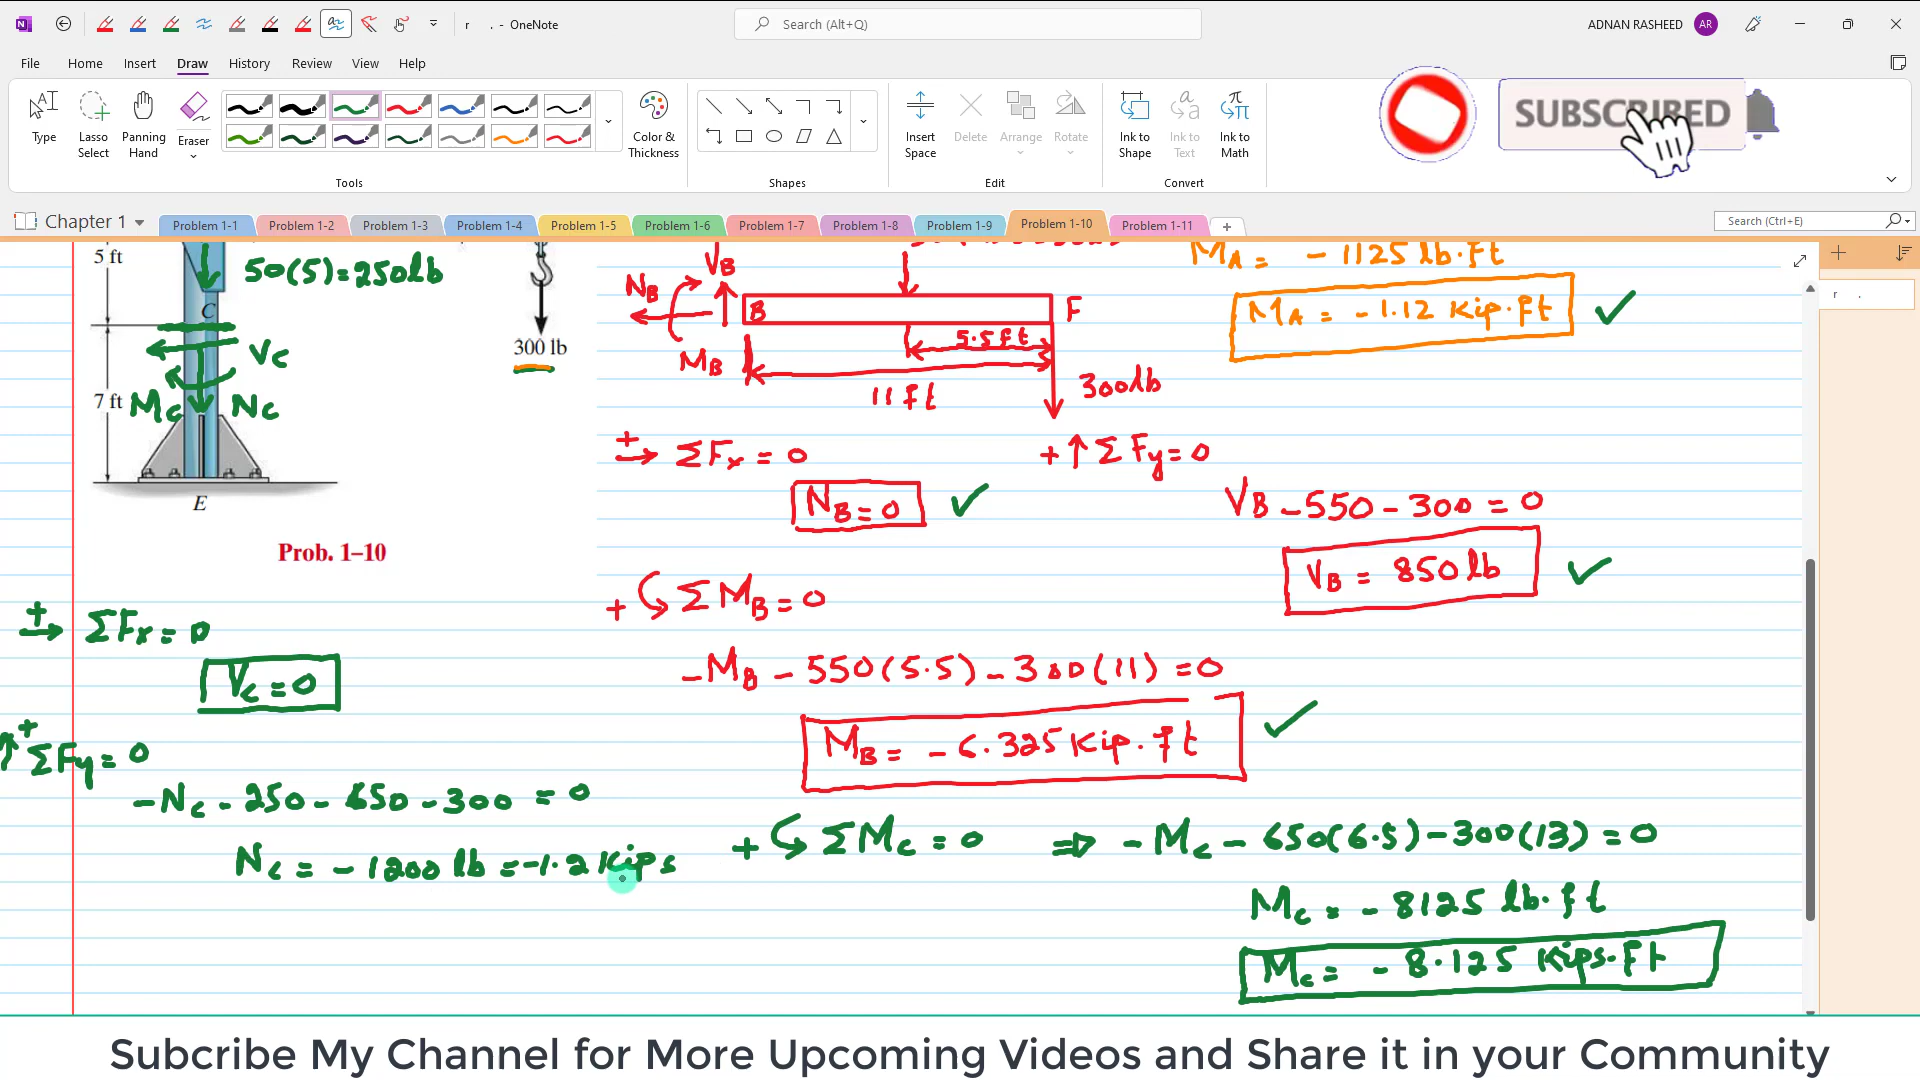 r . - OneNote
Search (Alt+Q)
ADNAN RASHEED AR
File Home Insert Draw History Review View Help
Type
Lasso Select
Panning Hand
Eraser
Color & Thickness
Insert Space
Delete
Arrange
Rotate
Ink to Shape
Ink to Text
Ink to Math
SUBSCRIBED
Tools Shapes Edit Convert
Chapter 1 Problem 1-1 Problem 1-2 Problem 1-3 Problem 1-4 Problem 1-5 Problem 1-6 Problem 1-7 Problem 1-8 Problem 1-9 Problem 1-10 Problem 1-11
Search (Ctrl+E)
r .
5 ft
50(5)=250lb
C
VC
7 ft
MC
NC
E
300 lb
Prob. 1–10
VB
NB
B
F
MB
5.5ft
11 ft
300lb
MA = -1125 lb.ft
MA = -1.12 Kip.ft ✓
+→ ΣFx = 0
NB = 0 ✓
+↑ ΣFy = 0
VB - 550 - 300 = 0
VB = 850 lb ✓
+ ΣMB = 0
-MB - 550(5.5) - 300(11) = 0
MB = -6.325 Kip.ft ✓
+→ ΣFx = 0
Vc = 0
↑+ ΣFy = 0
-Nc - 250 - 650 - 300 = 0
Nc = -1200 lb = -1.2 Kips
+ ΣMc = 0 ⇒ -Mc - 650(6.5) - 300(13) = 0
Mc = -8125 lb.ft
Mc = -8.125 Kips.Ft
Subcribe My Channel for More Upcoming Videos and Share it in your Community